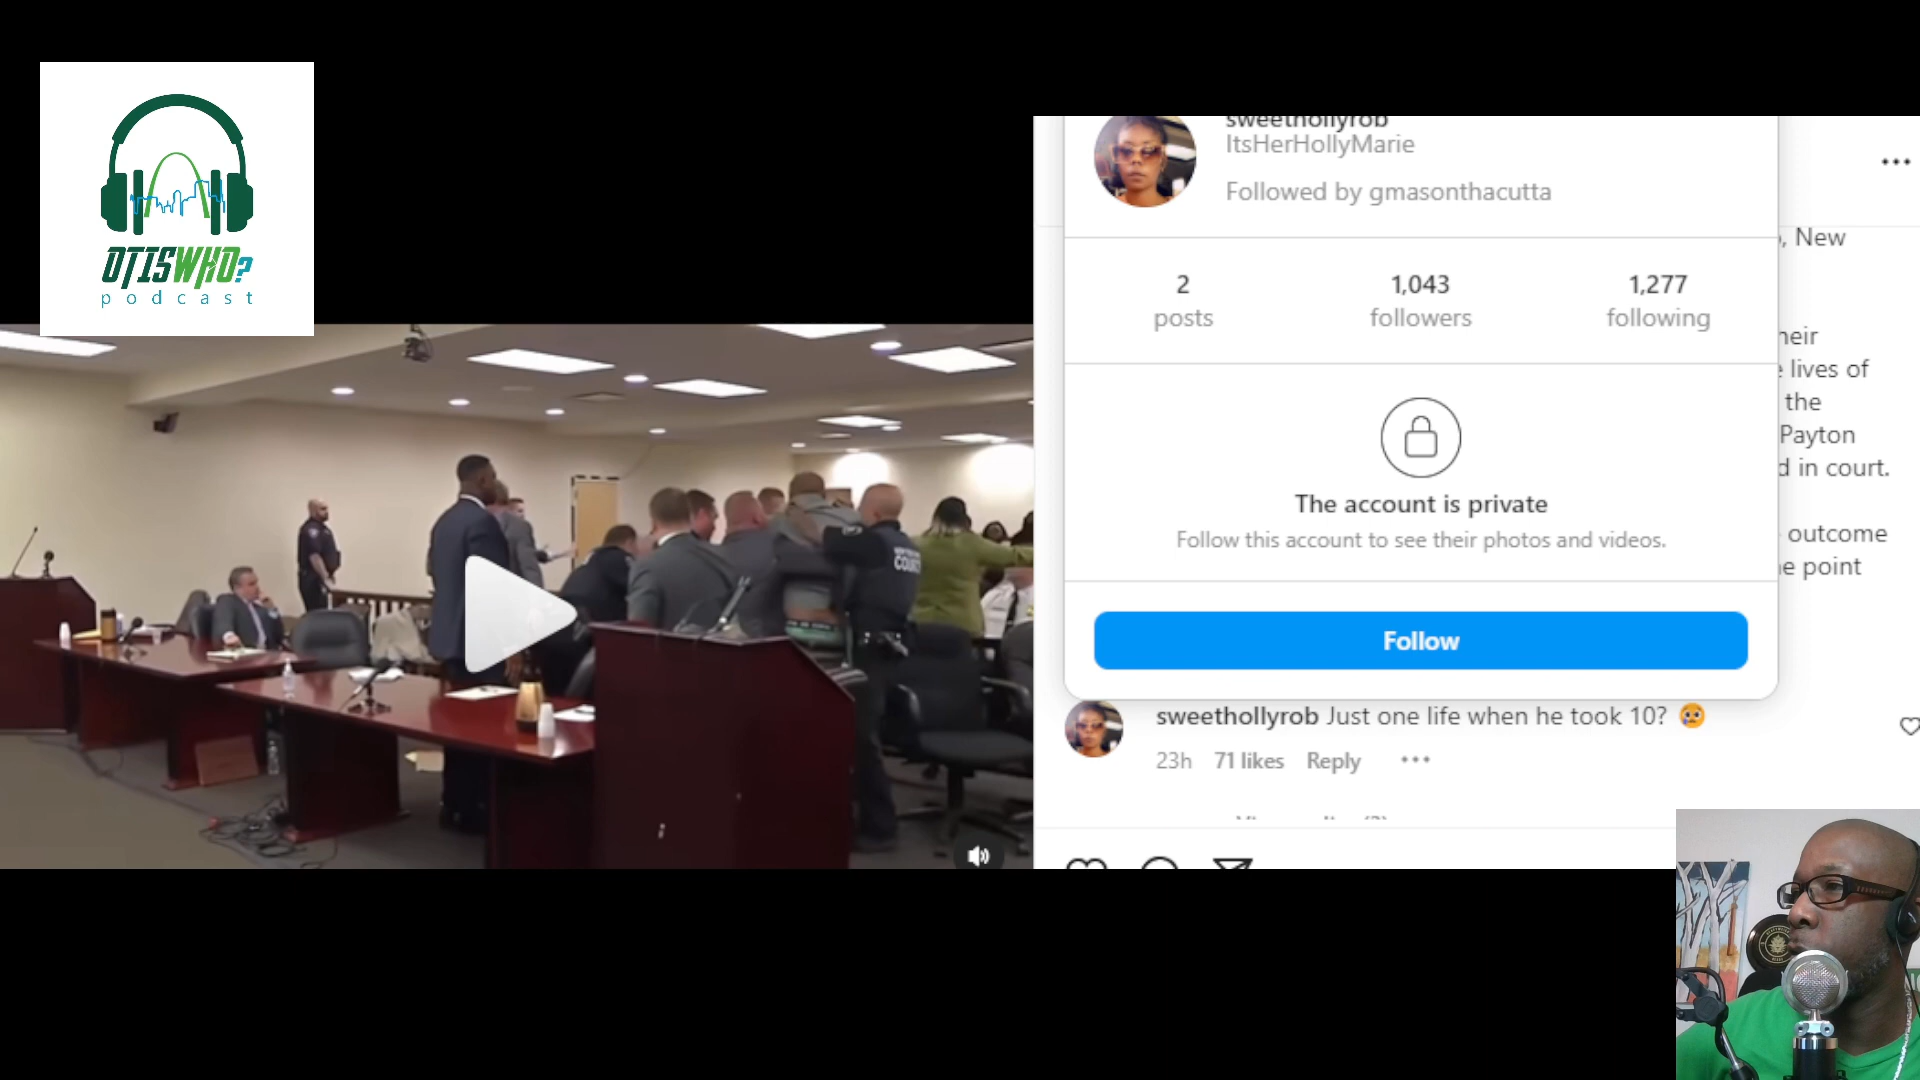 OTISWHO?
podcast
sweethollyrob
ItsHerHollyMarie
Followed by gmasonthacutta
2
posts
1,043
followers
1,277
following
The account is private
Follow this account to see their photos and videos.
Follow
, New
lives of
the
Payton
in court.
outcome
point
sweethollyrob Just one life when he took 10? 😢
23h 71 likes Reply
COURT